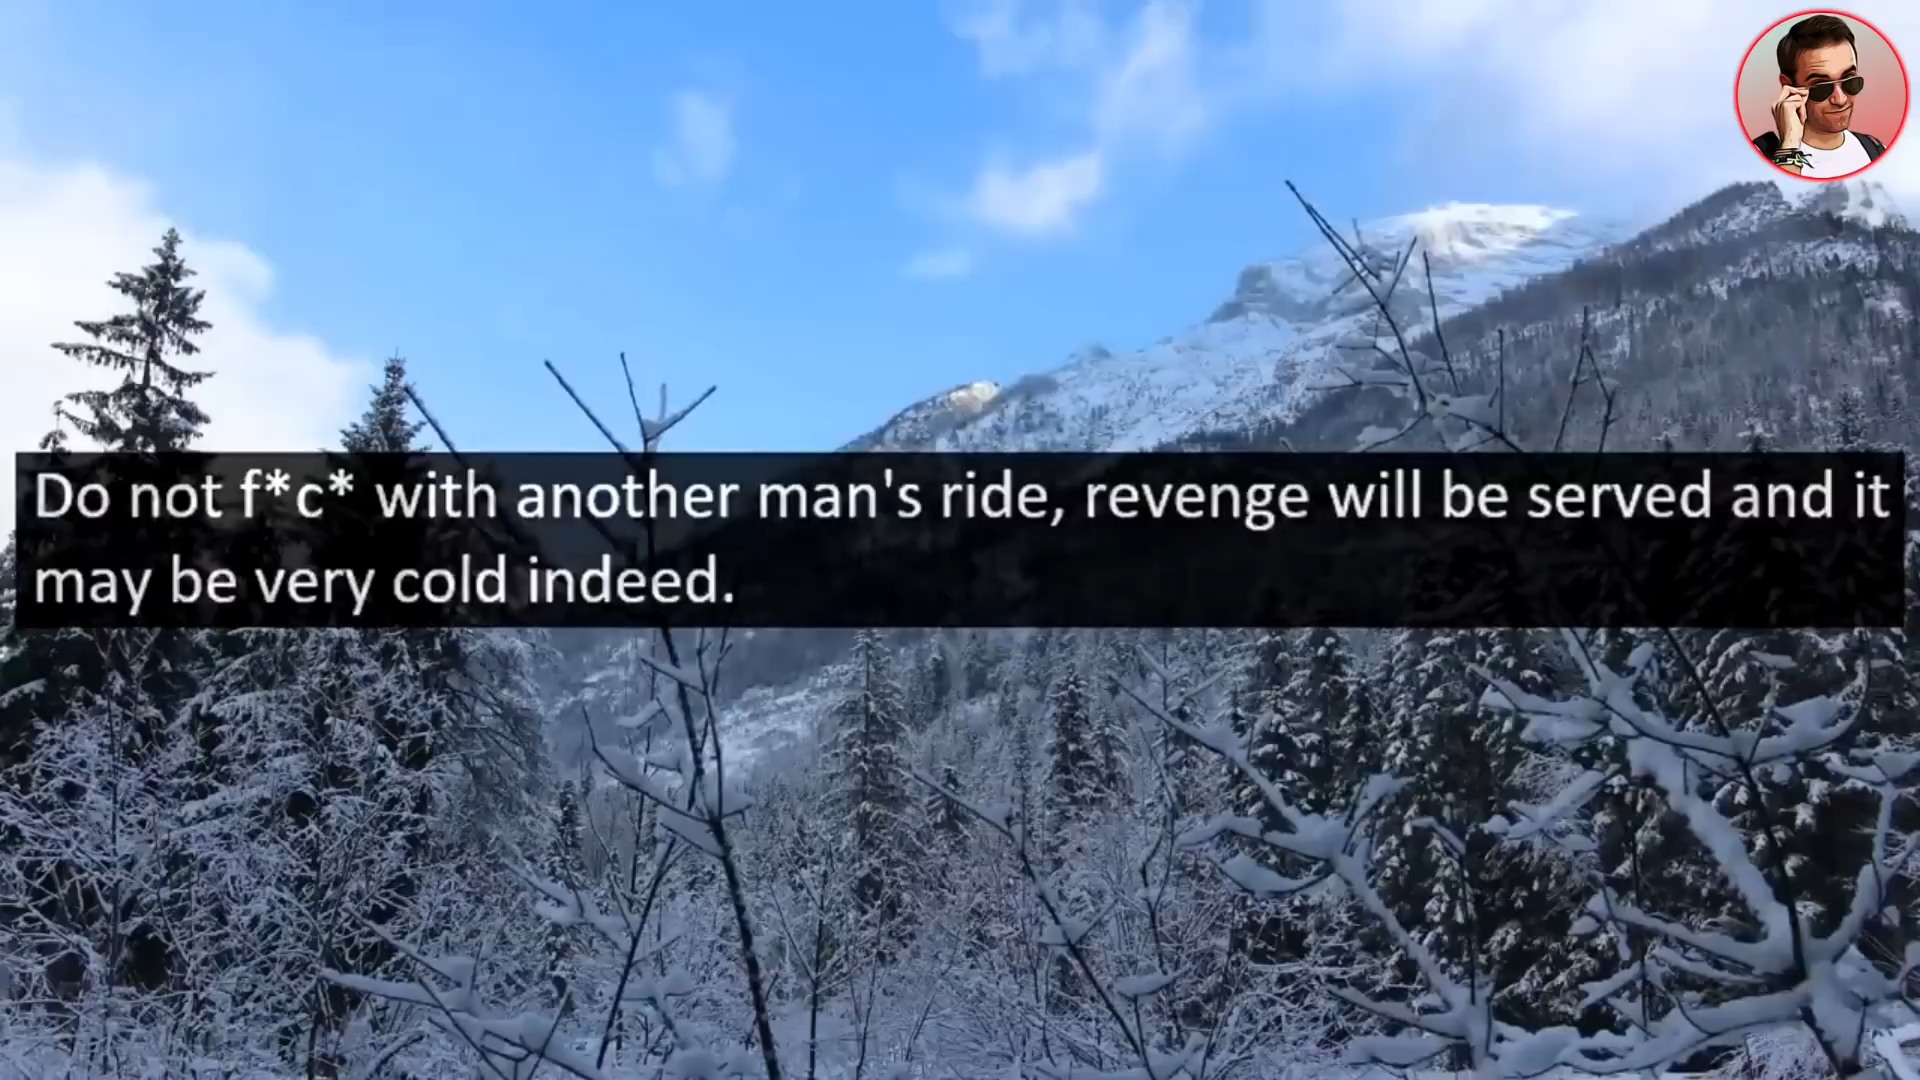 Do not f*c* with another man's ride, revenge will be served and it
may be very cold indeed.